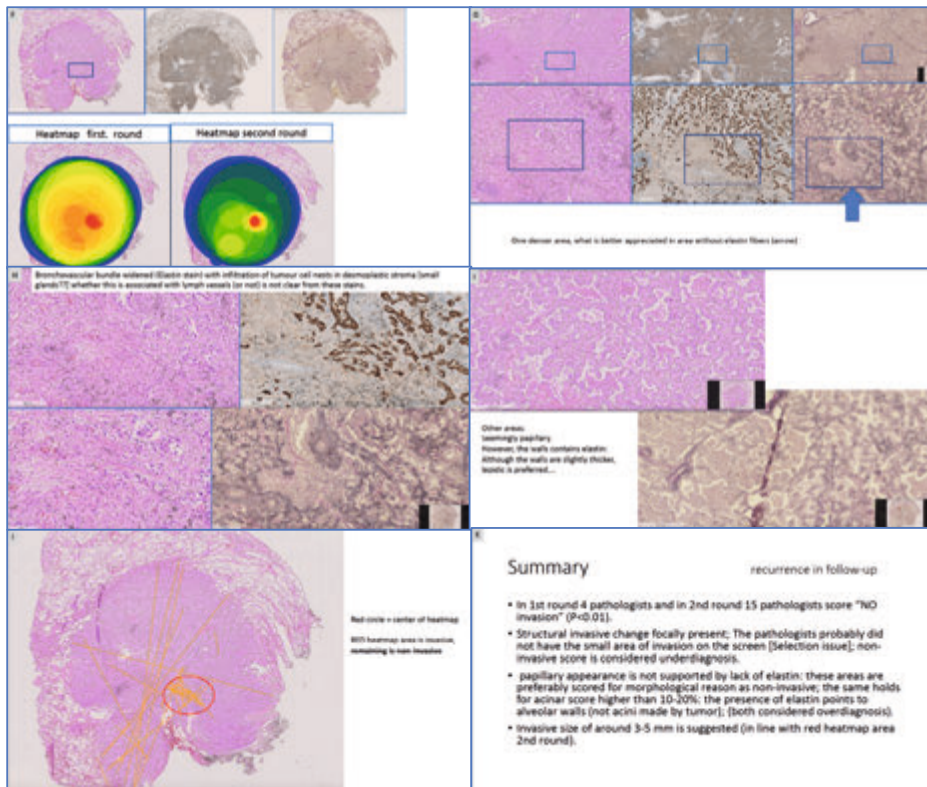 Heatmap first. round
Heatmap second round
G
One denser area, what is better appreciated in area without elastin fibers (arrow)
H
Bronchovascular bundle widened (Elastin stain) with infiltration of tumour cell nests in desmoplastic stroma (small
glands??) whether this is associated with lymph vessels (or not) is not clear from these stains.
I
Other areas:
Seemingly papillary.
However, the walls contains elastin:
Although the walls are slightly thicker,
lepidic is preferred...
J
Red circle = center of heatmap
heatmap area is invasive,
remaining is non invasive
K
Summary
recurrence in follow-up
• In 1st round 4 pathologists and in 2nd round 15 pathologists score "NO
invasion" (P<0.01).
• Structural invasive change focally present; The pathologists probably did
not have the small area of invasion on the screen [Selection issue]; non-
invasive score is considered underdiagnosis.
• papillary appearance is not supported by lack of elastin: these areas are
preferably scored for morphological reason as non-invasive; the same holds
for acinar score higher than 10-20%: the presence of elastin points to
alveolar walls (not acini made by tumor); (both considered overdiagnosis).
• Invasive size of around 3-5 mm is suggested (in line with red heatmap area
2nd round).